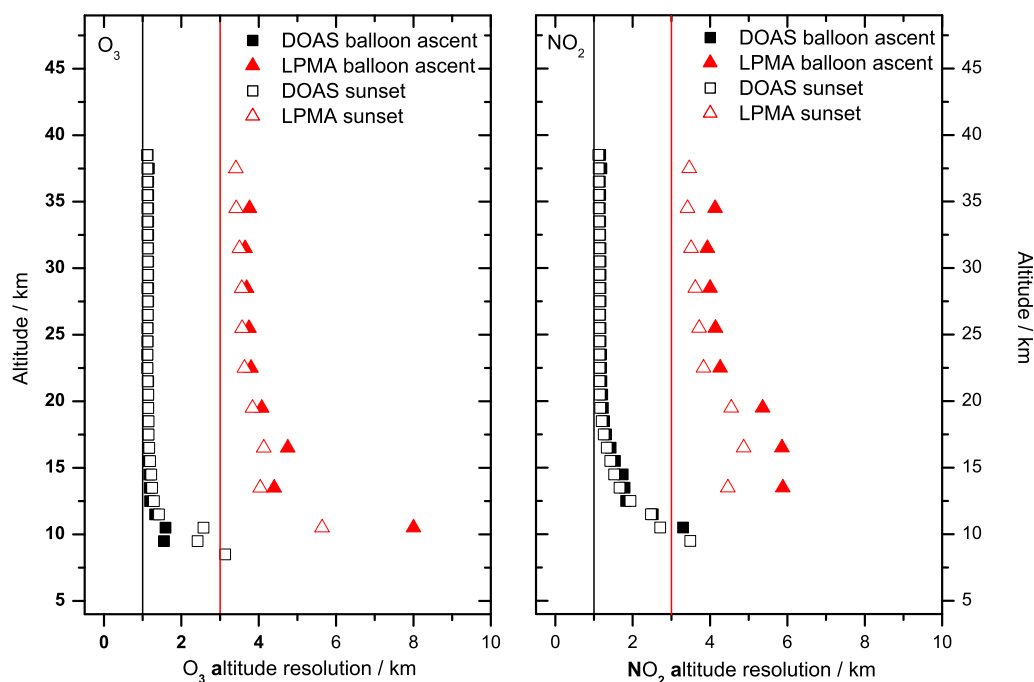 O3
DOAS balloon ascent
LPMA balloon ascent
DOAS sunset
LPMA sunset
45
40
35
30
25
20
15
10
5
Altitude / km
0 2 4 6 8 10
O3 altitude resolution / km
NO2
DOAS balloon ascent
LPMA balloon ascent
DOAS sunset
LPMA sunset
45
40
35
30
25
20
15
10
5
Altitude / km
0 2 4 6 8 10
NO2 altitude resolution / km